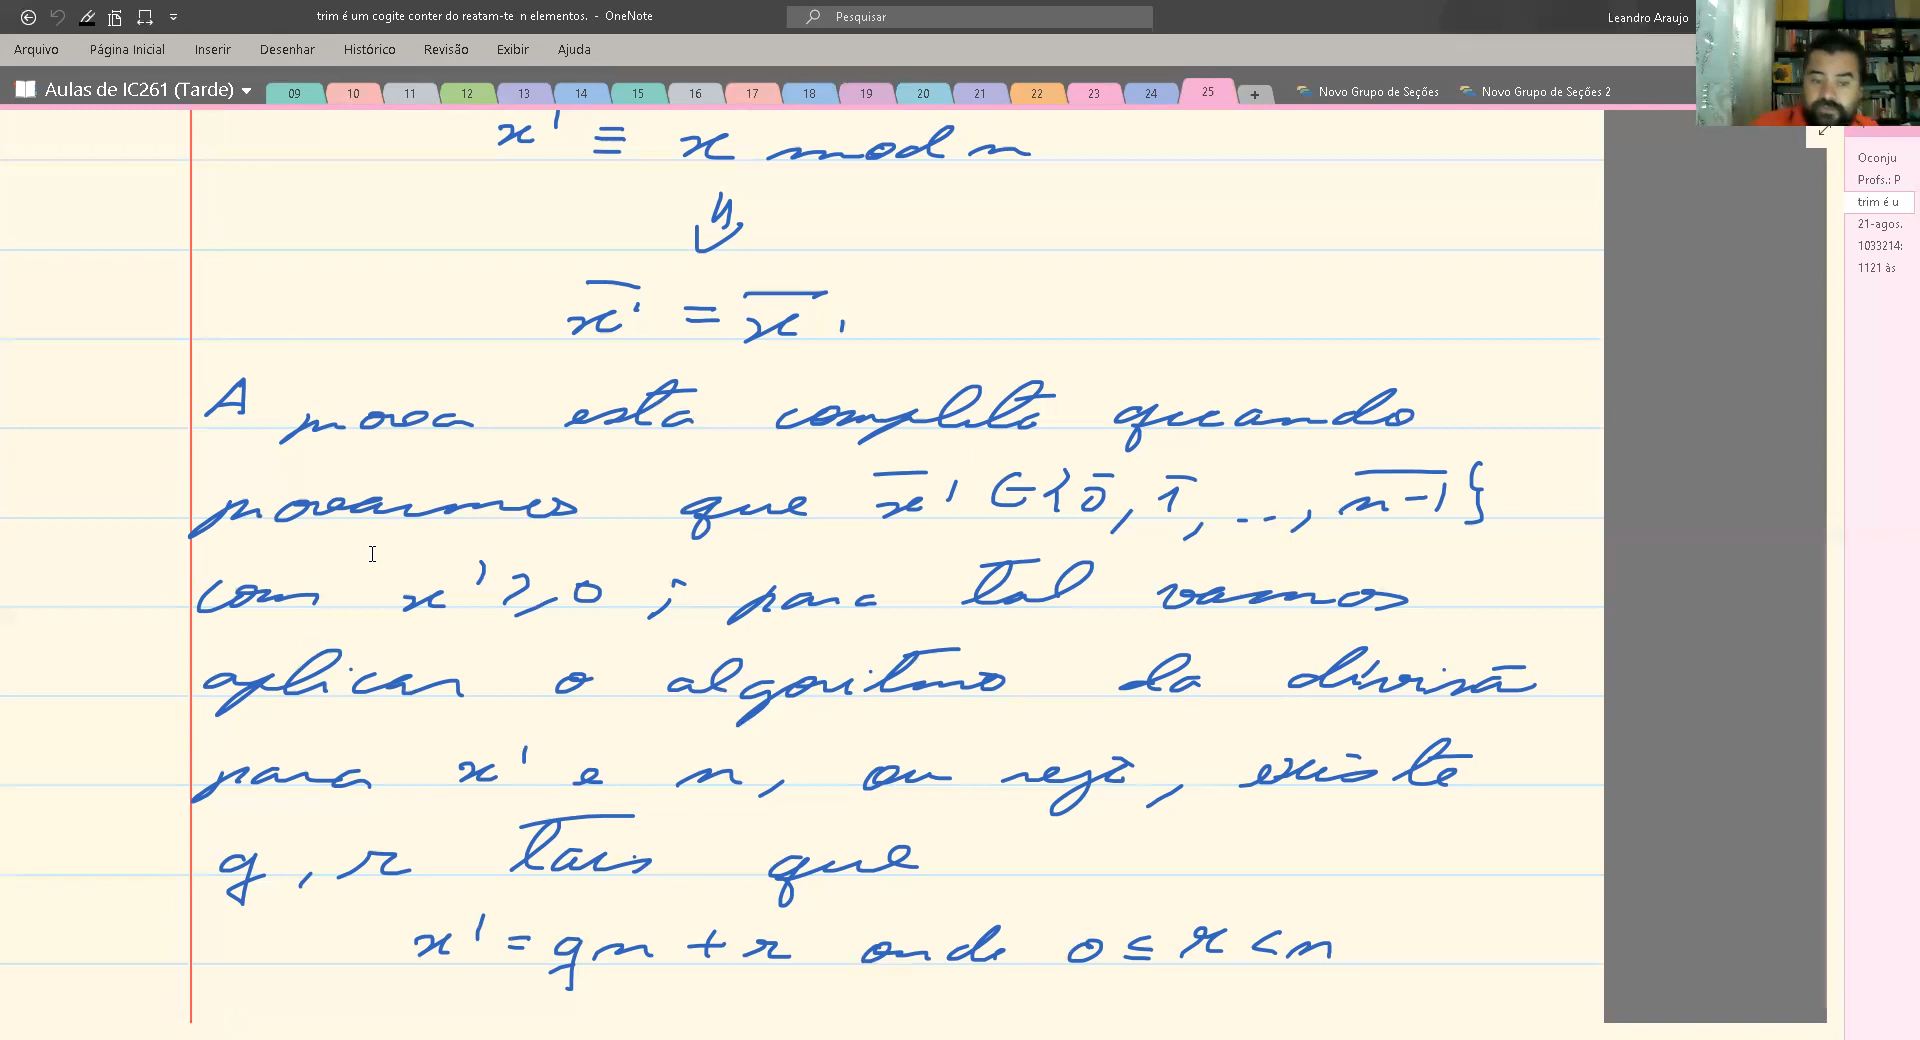 trim é um cogite conter do reatam-te n elementos. - OneNote
Pesquisar
Leandro Araujo
Arquivo Página Inicial Inserir Desenhar Histórico Revisão Exibir Ajuda
Aulas de IC261 (Tarde) 09 10 11 12 13 14 15 16 17 18 19 20 21 22 23 24 25 + Novo Grupo de Seções Novo Grupo de Seções 2
Oconju
Profs.: P
trim é u
21-agos.
1033214:
1121 às
x' ≡ x mod n
⇓
x̅' = x̅.
A prova esta completa quando
provarmos que x̅' ∈ {0̅, 1̅, ..., n-1̅}
com x' ≥ 0 ; para tal vamos
aplicar o algoritmo da divisã
para x' e n, ou seja, existe
q, r tais que
x' = qn + r onde 0 ≤ r < n